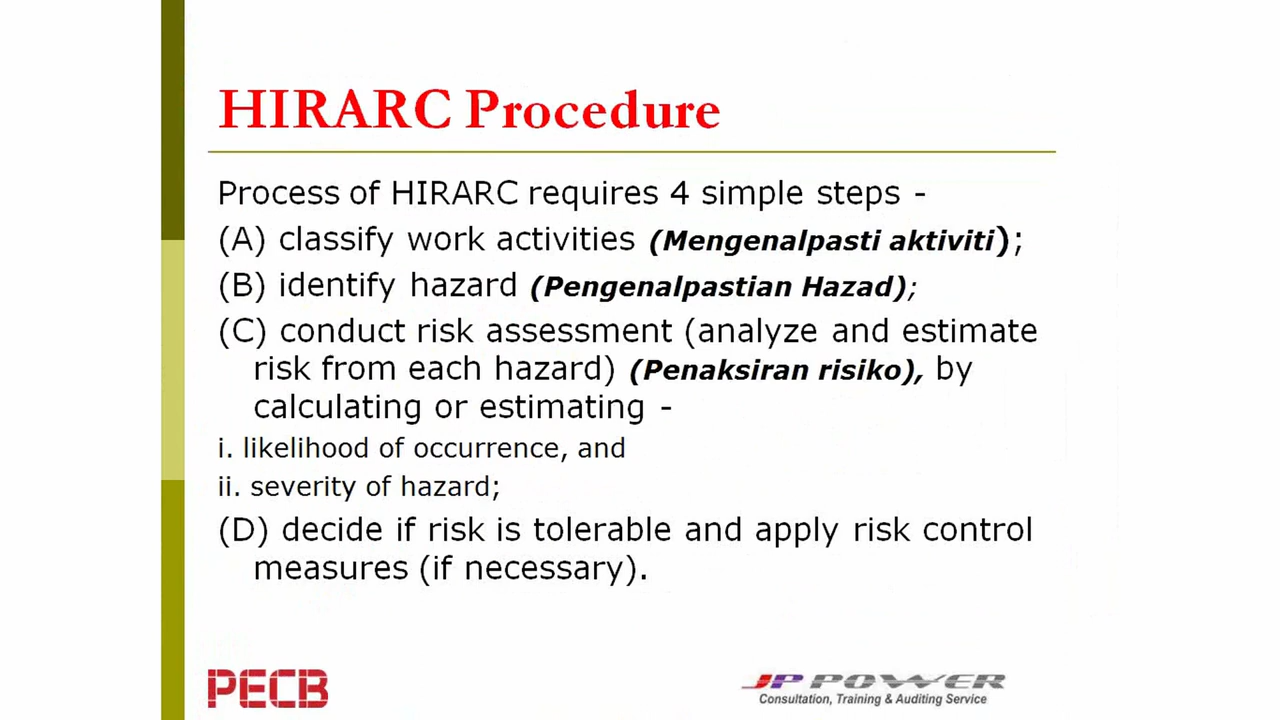 HIRARC Procedure
Process of HIRARC requires 4 simple steps -
(A) classify work activities (Mengenalpasti aktiviti);
(B) identify hazard (Pengenalpastian Hazad);
(C) conduct risk assessment (analyze and estimate
risk from each hazard) (Penaksiran risiko), by
calculating or estimating -
i. likelihood of occurrence, and
ii. severity of hazard;
(D) decide if risk is tolerable and apply risk control
measures (if necessary).
PECB
JP POWER
Consultation, Training & Auditing Service